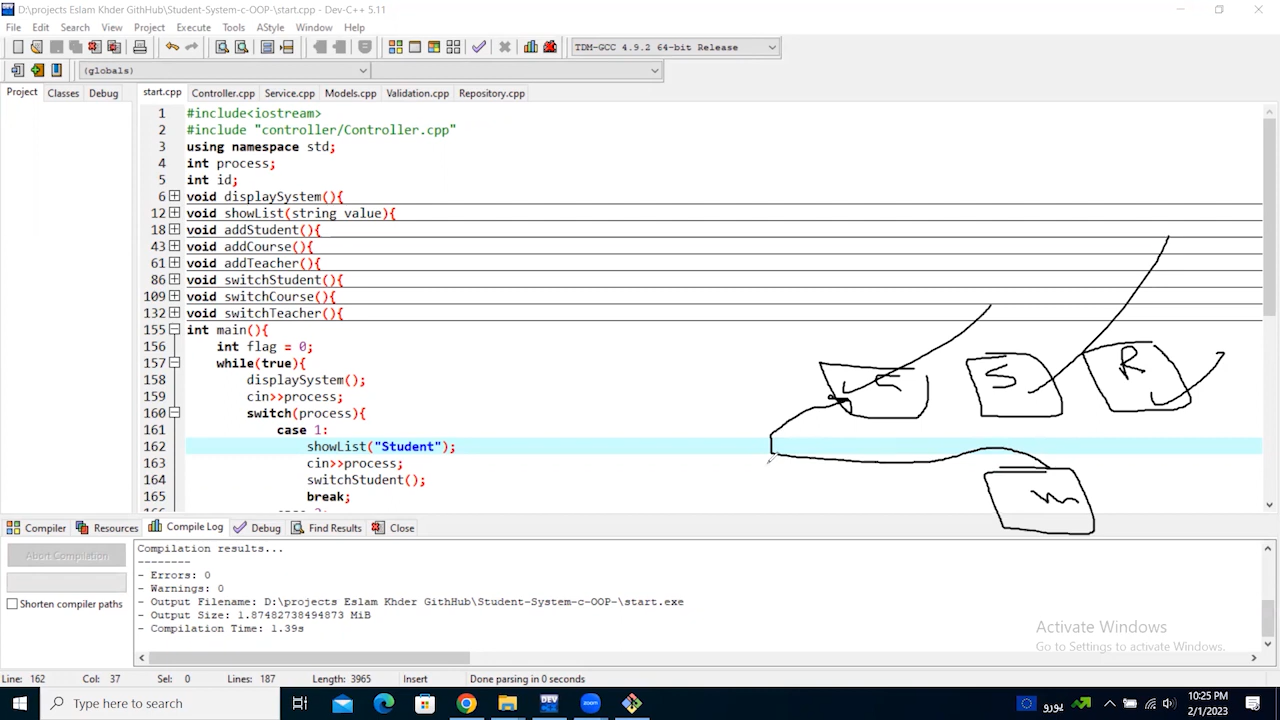 D:\projects Eslam Khder GithHub\Student-System-c-OOP-\start.cpp - Dev-C++ 5.11
File Edit Search View Project Execute Tools AStyle Window Help
TDM-GCC 4.9.2 64-bit Release
(globals)
Project Classes Debug start.cpp Controller.cpp Service.cpp Models.cpp Validation.cpp Repository.cpp
1 #include<iostream>
2 #include "controller/Controller.cpp"
3 using namespace std;
4 int process;
5 int id;
6 void displaySystem(){
12 void showList(string value){
18 void addStudent(){
43 void addCourse(){
61 void addTeacher(){
86 void switchStudent(){
109 void switchCourse(){
132 void switchTeacher(){
155 int main(){
156 int flag = 0;
157 while(true){
158 displaySystem();
159 cin>>process;
160 switch(process){
161 case 1:
162 showList("Student");
163 cin>>process;
164 switchStudent();
165 break;
C S R
m
Compiler Resources Compile Log Debug Find Results Close
Abort Compilation
Shorten compiler paths
Compilation results...
--------
- Errors: 0
- Warnings: 0
- Output Filename: D:\projects Eslam Khder GithHub\Student-System-c-OOP-\start.exe
- Output Size: 1.87482738494873 MiB
- Compilation Time: 1.39s
Activate Windows
Go to Settings to activate Windows.
Line: 162 Col: 37 Sel: 0 Lines: 187 Length: 3965 Insert Done parsing in 0 seconds
Type here to search
DEV
zoom
10:25 PM
2/1/2023